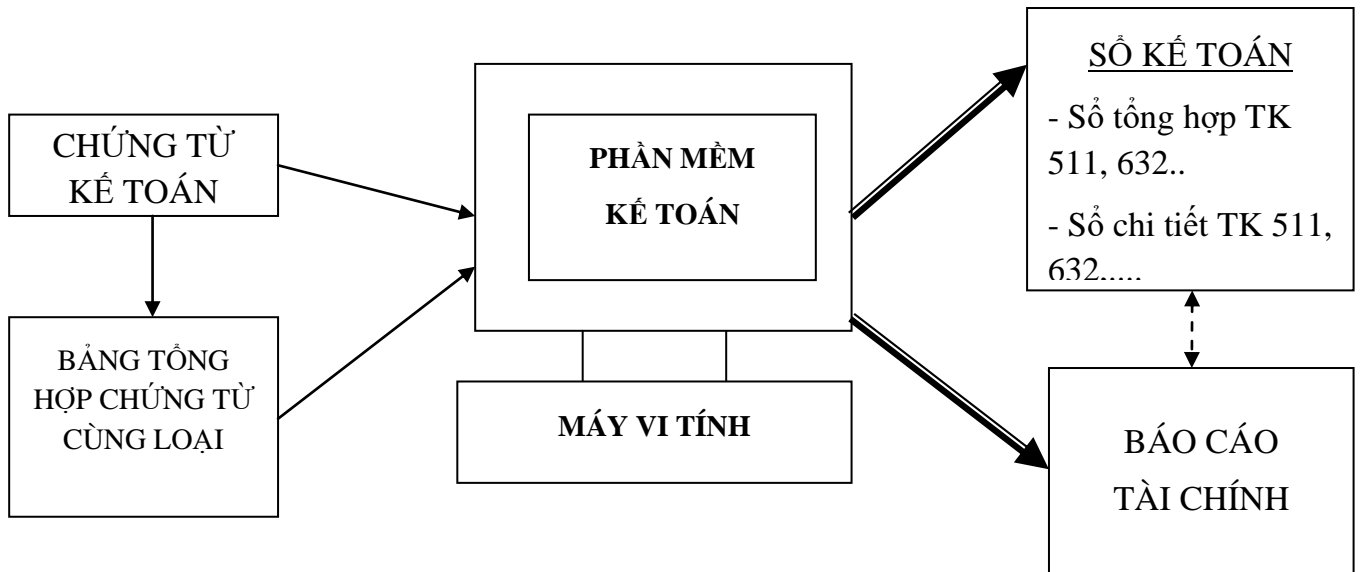 CHỨNG TỪ
KẾ TOÁN
BẢNG TỔNG
HỢP CHỨNG TỪ
CÙNG LOẠI
PHẦN MỀM
KẾ TOÁN
MÁY VI TÍNH
SỔ KẾ TOÁN
- Sổ tổng hợp TK
511, 632..
- Sổ chi tiết TK 511,
632.....
BÁO CÁO
TÀI CHÍNH